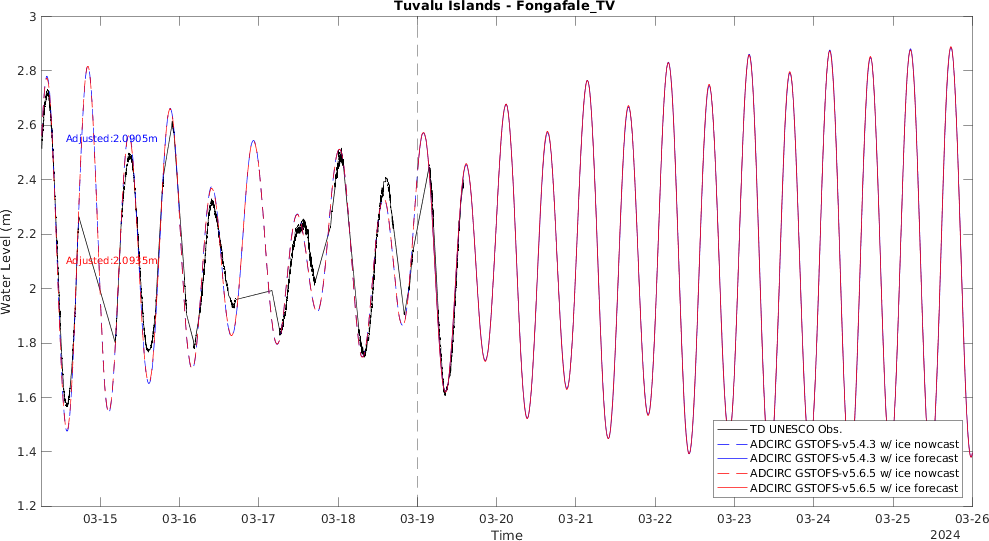 Tuvalu Islands - Fongafale_TV
3
2.8
2.6
2.4
2.2
2
1.8
1.6
1.4
1.2
Water Level (m)
Adjusted:2.0905m
Adjusted:2.0935m
TD UNESCO Obs.
ADCIRC GSTOFS-v5.4.3 w/ ice nowcast
ADCIRC GSTOFS-v5.4.3 w/ ice forecast
ADCIRC GSTOFS-v5.6.5 w/ ice nowcast
ADCIRC GSTOFS-v5.6.5 w/ ice forecast
03-15 03-16 03-17 03-18 03-19 03-20 03-21 03-22 03-23 03-24 03-25 03-26
Time
2024